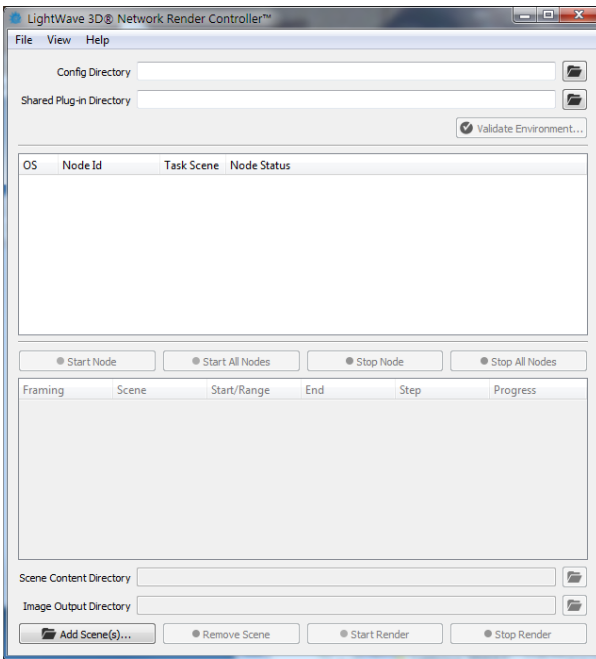 LightWave 3D® Network Render Controller™
File View Help
Config Directory
Shared Plug-in Directory
Validate Environment...
OS Node Id Task Scene Node Status
Start Node Start All Nodes Stop Node Stop All Nodes
Framing Scene Start/Range End Step Progress
Scene Content Directory
Image Output Directory
Add Scene(s)... Remove Scene Start Render Stop Render